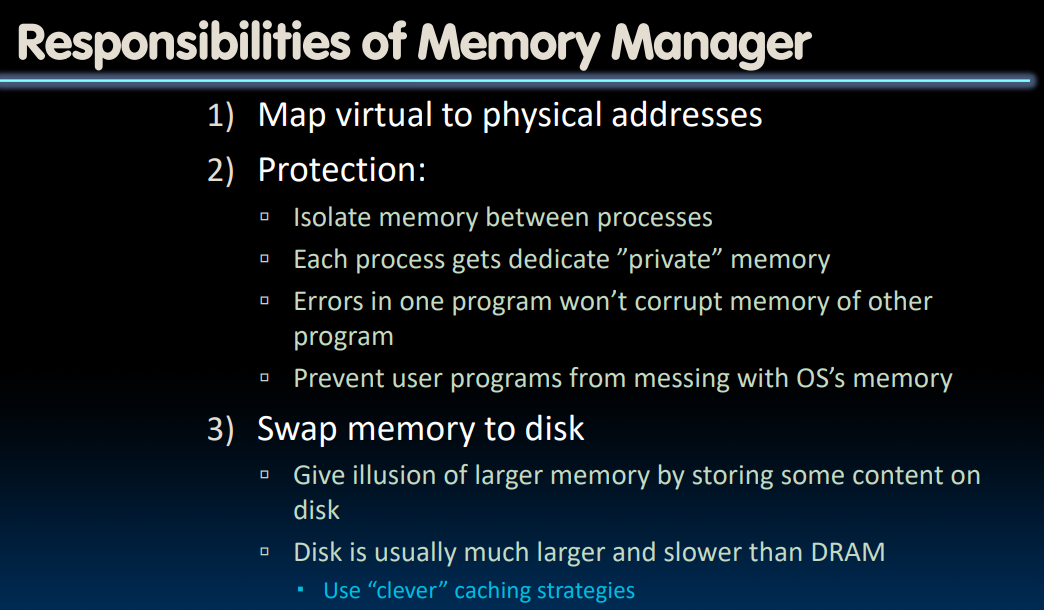 Responsibilities of Memory Manager
1) Map virtual to physical addresses
2) Protection:
Isolate memory between processes
Each process gets dedicate ”private” memory
Errors in one program won’t corrupt memory of other
program
Prevent user programs from messing with OS’s memory
3) Swap memory to disk
Give illusion of larger memory by storing some content on
disk
Disk is usually much larger and slower than DRAM
Use “clever” caching strategies